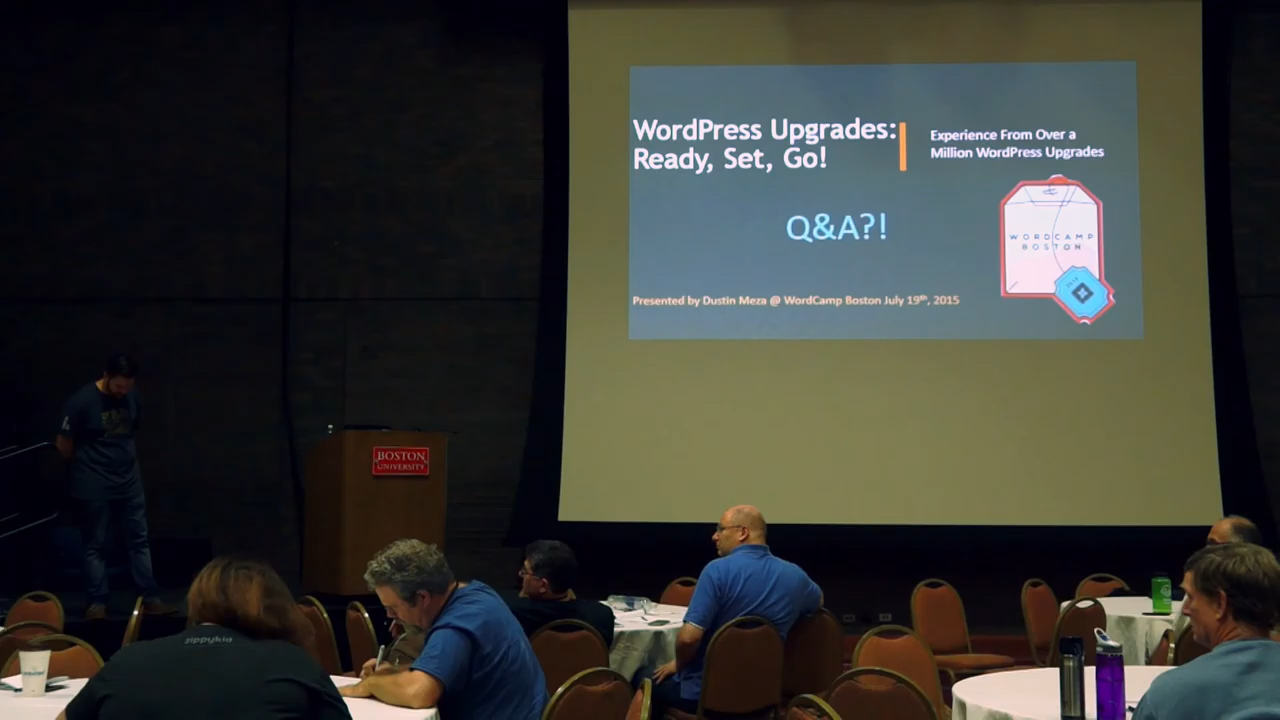 WordPress Upgrades:
Ready, Set, Go!
Experience From Over a
Million WordPress Upgrades
Q&A?!
WORDCAMP
BOSTON
Presented by Dustin Meza @ WordCamp Boston July 19th, 2015
BOSTON
UNIVERSITY
zippykid